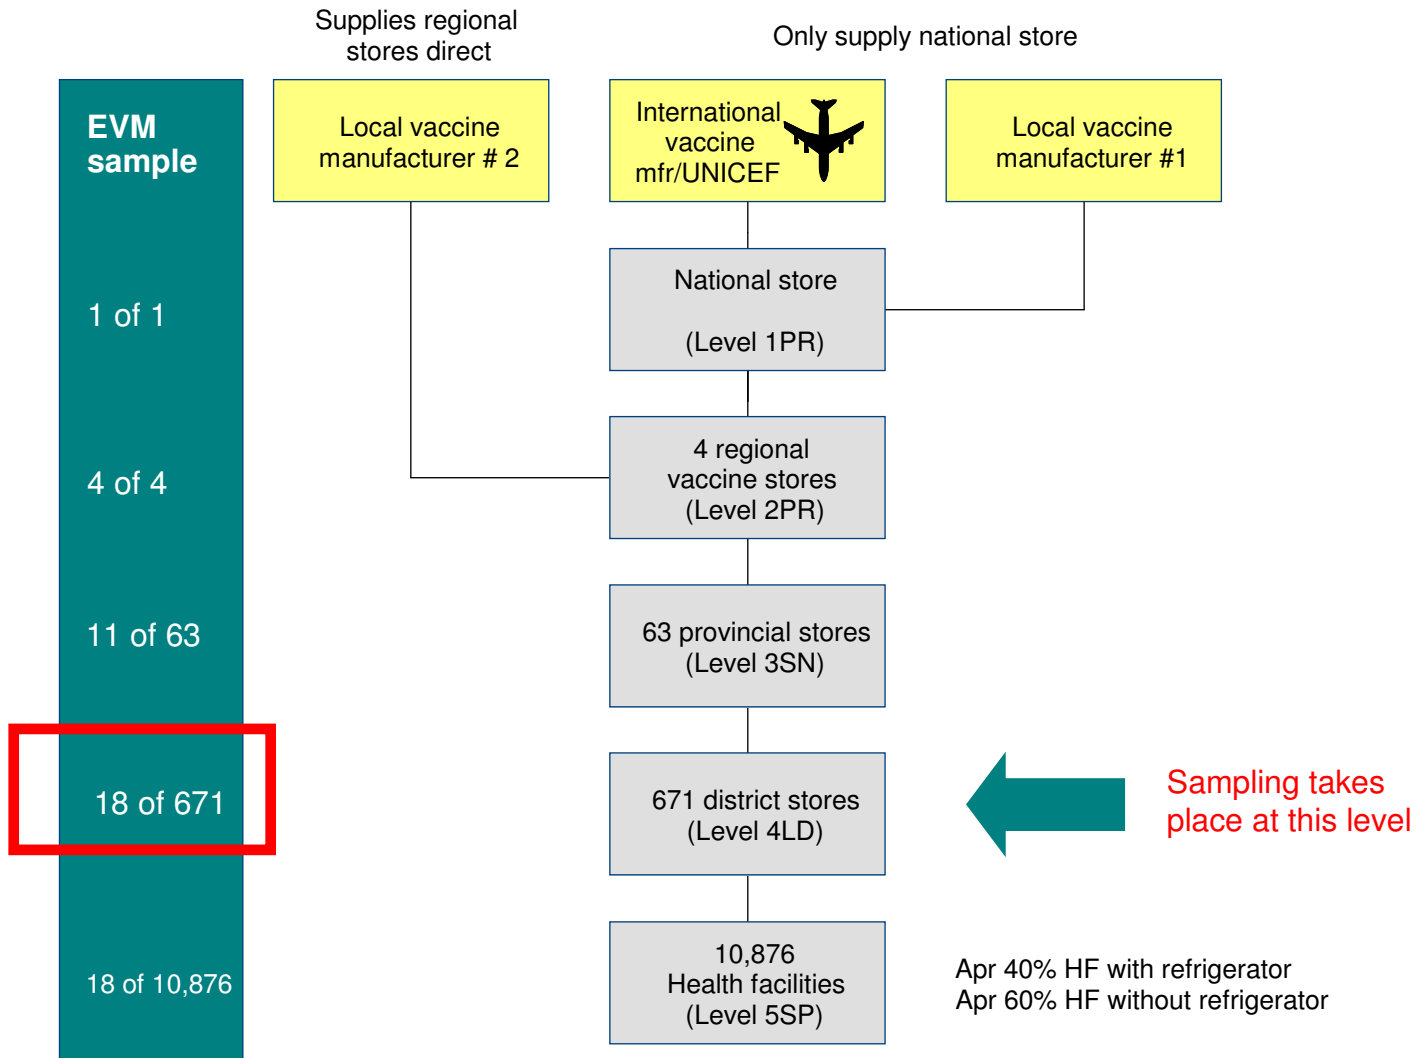 Supplies regional
stores direct
Only supply national store
EVM
sample
Local vaccine
manufacturer # 2
International
vaccine
mfr/UNICEF
Local vaccine
manufacturer #1
1 of 1
National store
(Level 1PR)
4 of 4
4 regional
vaccine stores
(Level 2PR)
11 of 63
63 provincial stores
(Level 3SN)
18 of 671
671 district stores
(Level 4LD)
Sampling takes
place at this level
18 of 10,876
10,876
Health facilities
(Level 5SP)
Apr 40% HF with refrigerator
Apr 60% HF without refrigerator